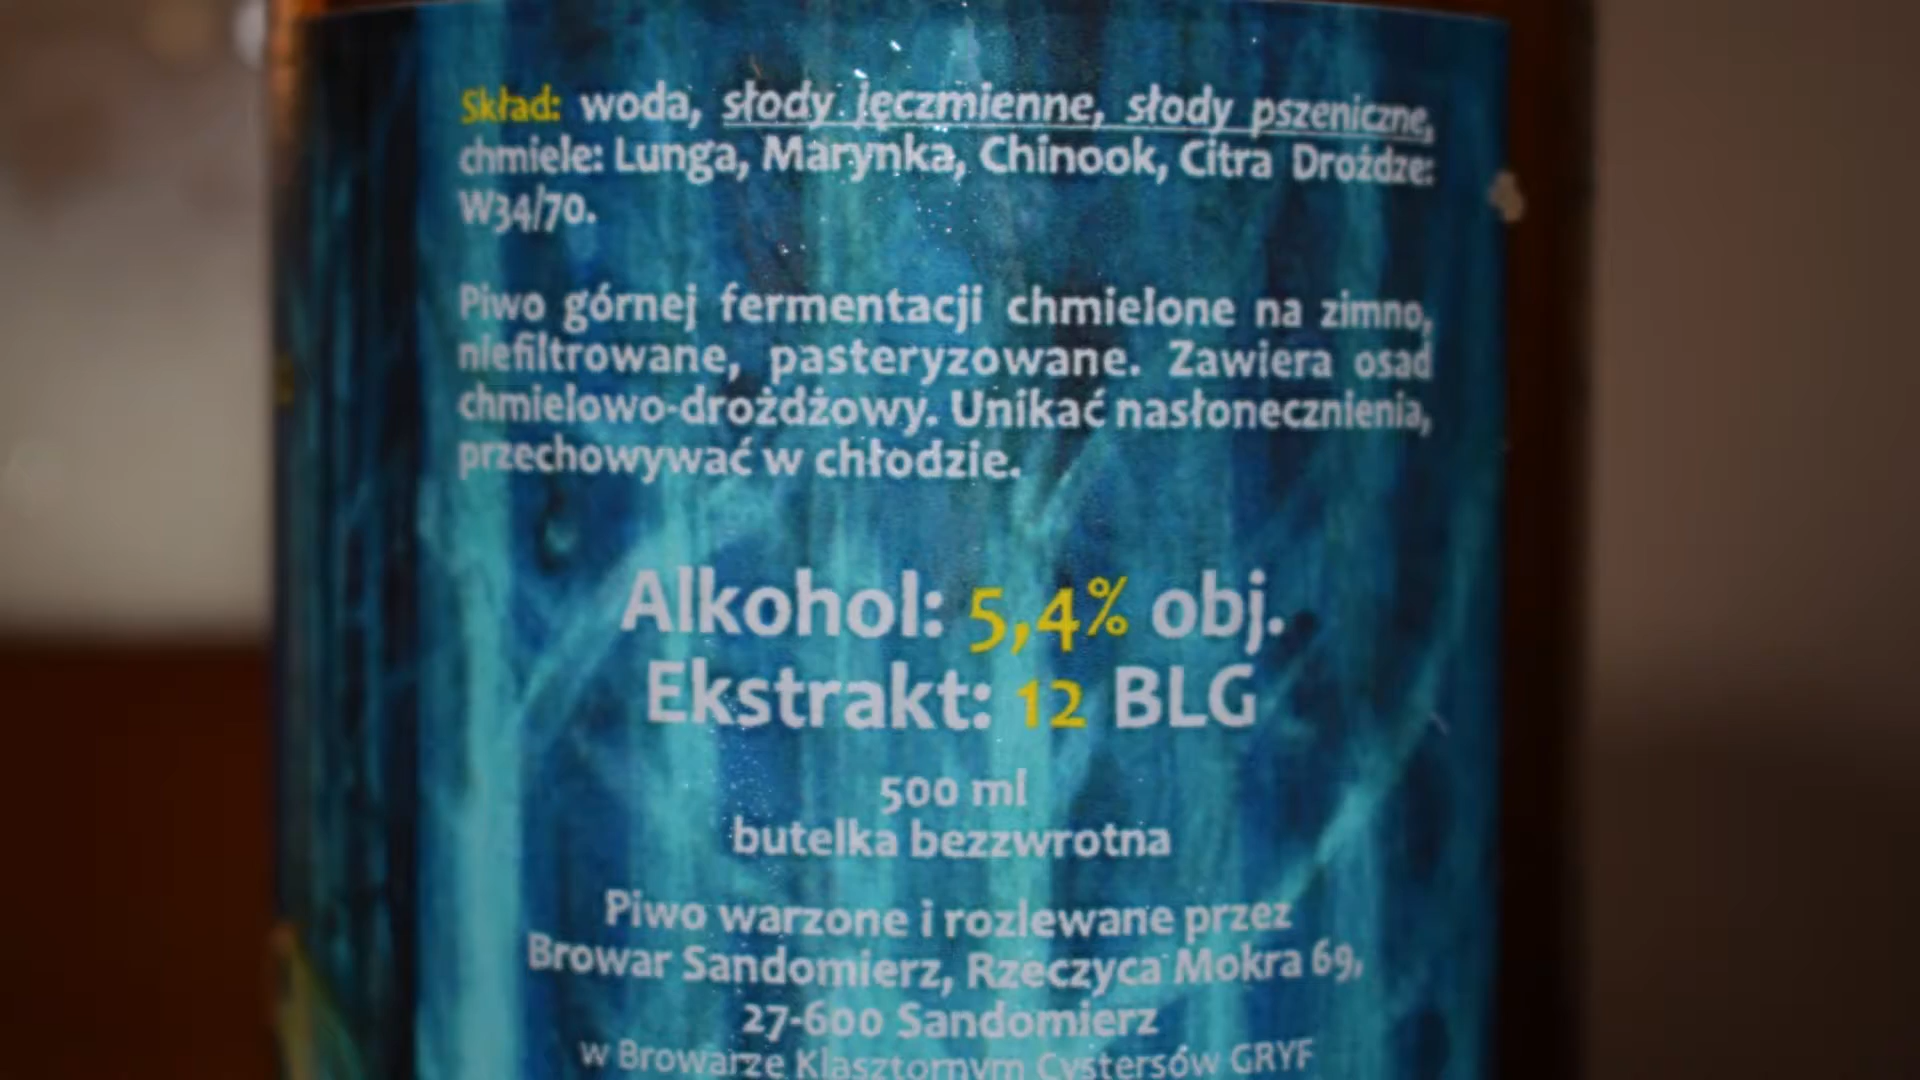 Skład: woda, słody jęczmienne, słody pszeniczne,
chmiele: Lunga, Marynka, Chinook, Citra Drożdze:
W34/70.
Piwo górnej fermentacji chmielone na zimno,
niefiltrowane, pasteryzowane. Zawiera osad
chmielowo-drożdżowy. Unikać nasłonecznienia,
przechowywać w chłodzie.
Alkohol: 5,4% obj.
Ekstrakt: 12 BLG
500 ml
butelka bezzwrotna
Piwo warzone i rozlewane przez
Browar Sandomierz, Rzeczyca Mokra 69,
27-600 Sandomierz
w Browarze Klasztornym Cystersów GRYF